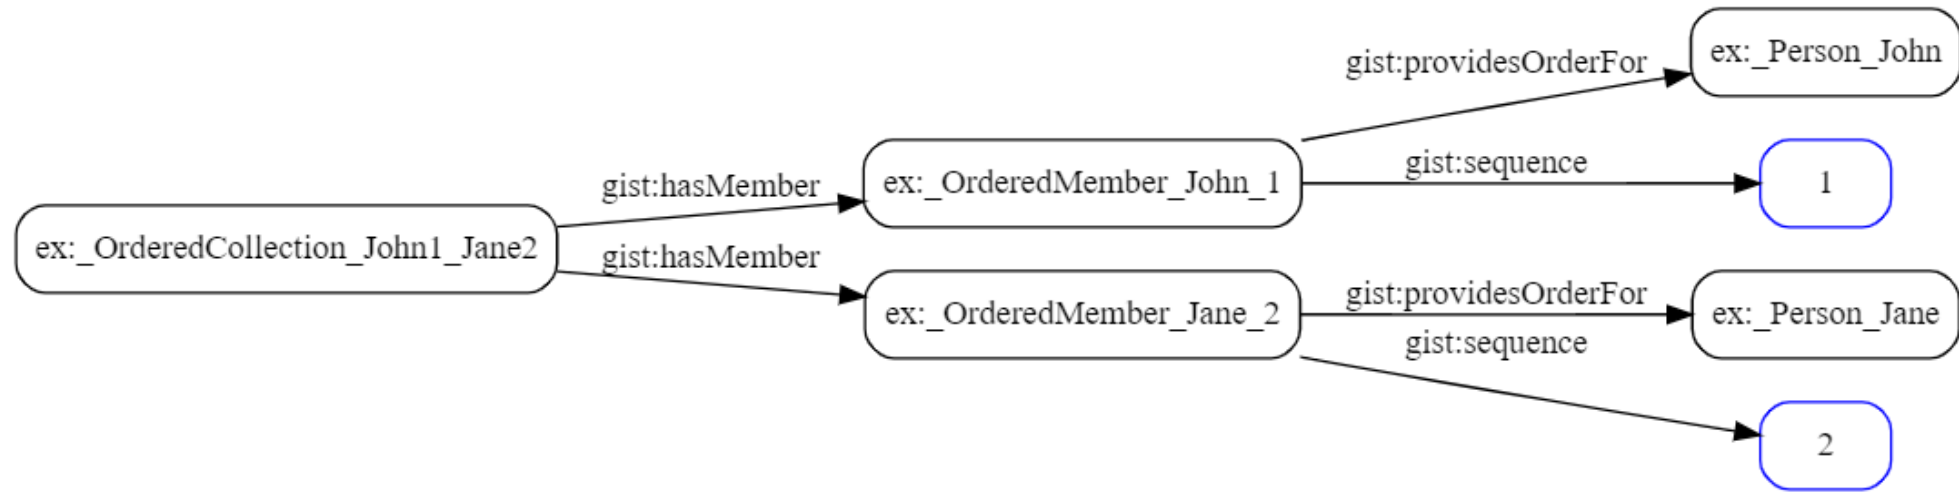 ex:_OrderedCollection_John1_Jane2
gist:hasMember
gist:hasMember
ex:_OrderedMember_John_1
ex:_OrderedMember_Jane_2
gist:providesOrderFor
gist:sequence
gist:providesOrderFor
gist:sequence
ex:_Person_John
1
ex:_Person_Jane
2